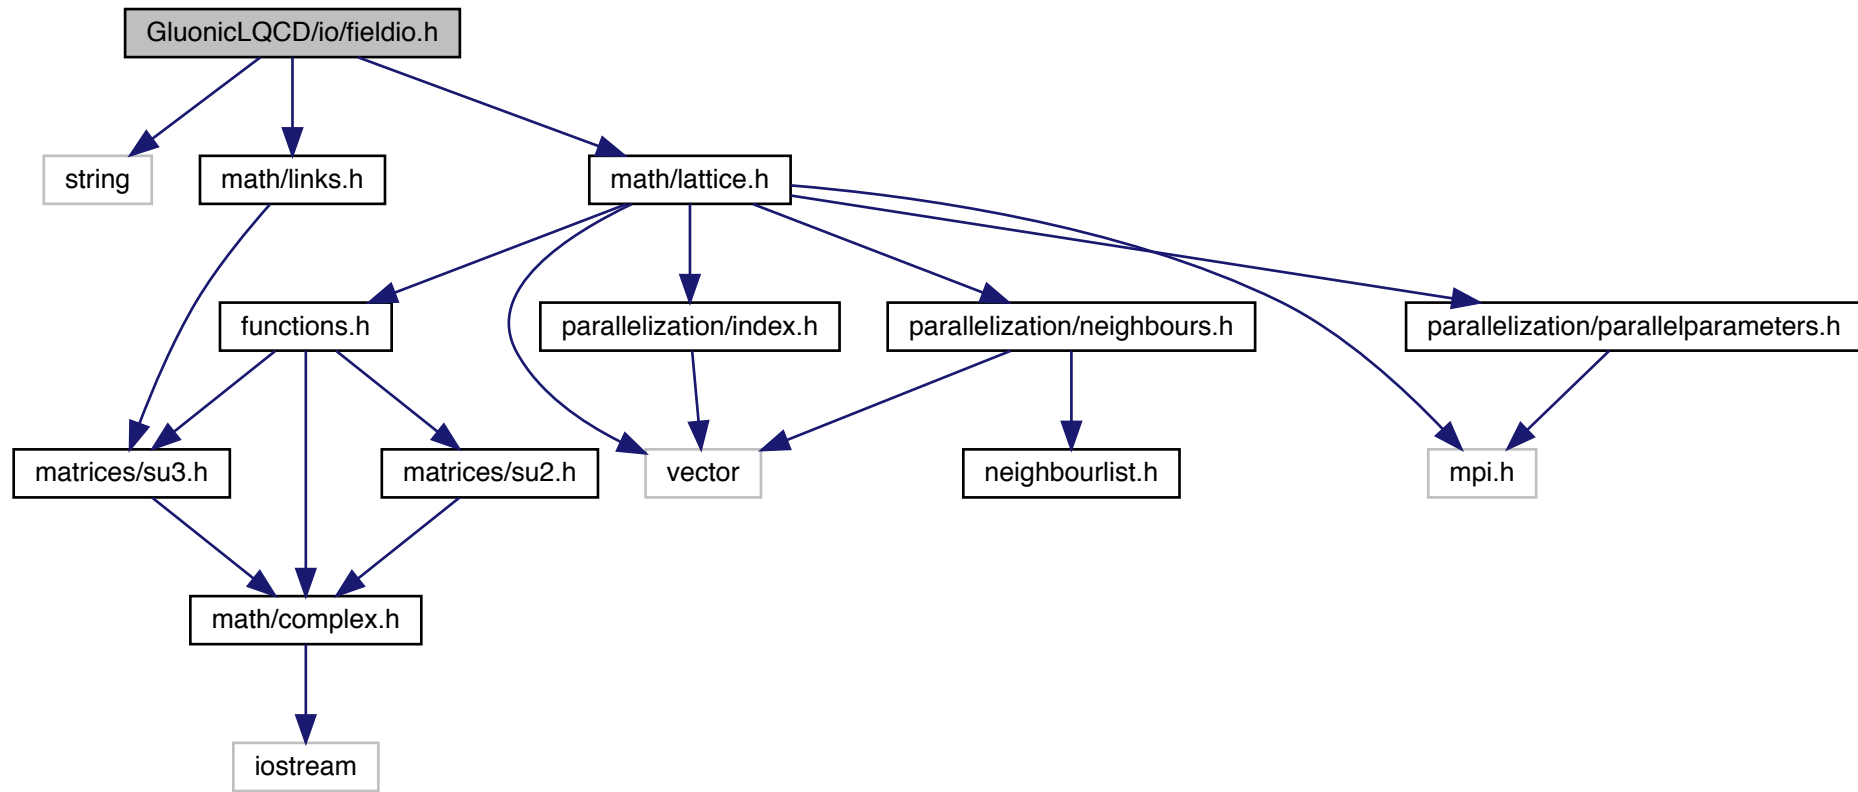 GluonicLQCD/io/fieldio.h
string
math/links.h
math/lattice.h
functions.h
parallelization/index.h
parallelization/neighbours.h
parallelization/parallelparameters.h
matrices/su3.h
matrices/su2.h
vector
neighbourlist.h
mpi.h
math/complex.h
iostream